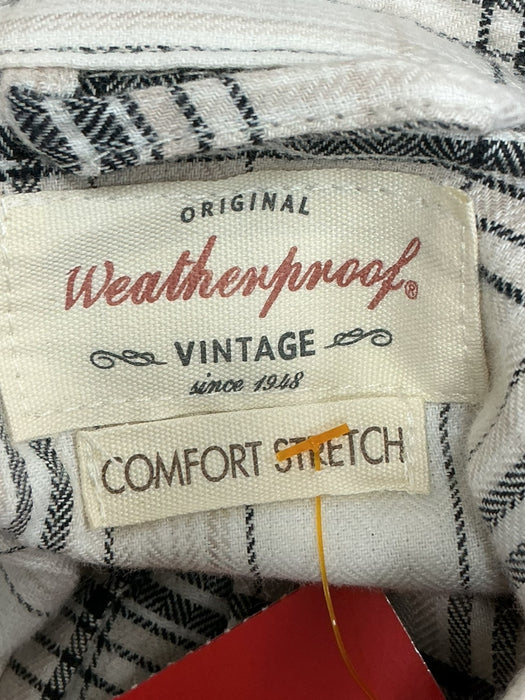 ORIGINAL
Weatherproof®
VINTAGE
since 1948
COMFORT STRETCH